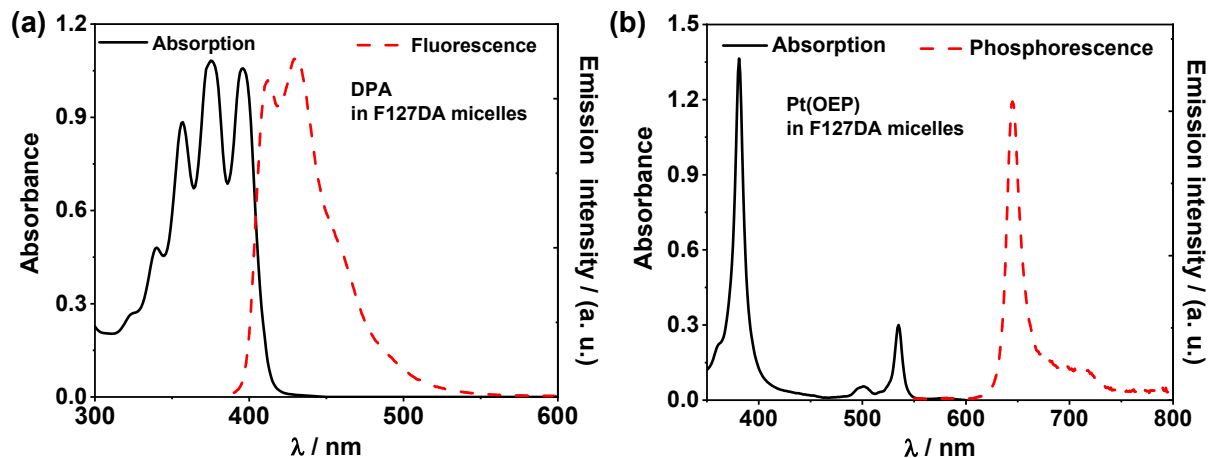 (a)
Absorption
Fluorescence
DPA
in F127DA micelles
Absorbance
1.2
0.9
0.6
0.3
0.0
300
400
500
600
λ / nm
Emission intensity / (a. u.)
(b)
Absorption
Phosphorescence
Pt(OEP)
in F127DA micelles
Absorbance
1.5
1.2
0.9
0.6
0.3
0.0
400
500
600
700
800
λ / nm
Emission intensity / (a. u.)